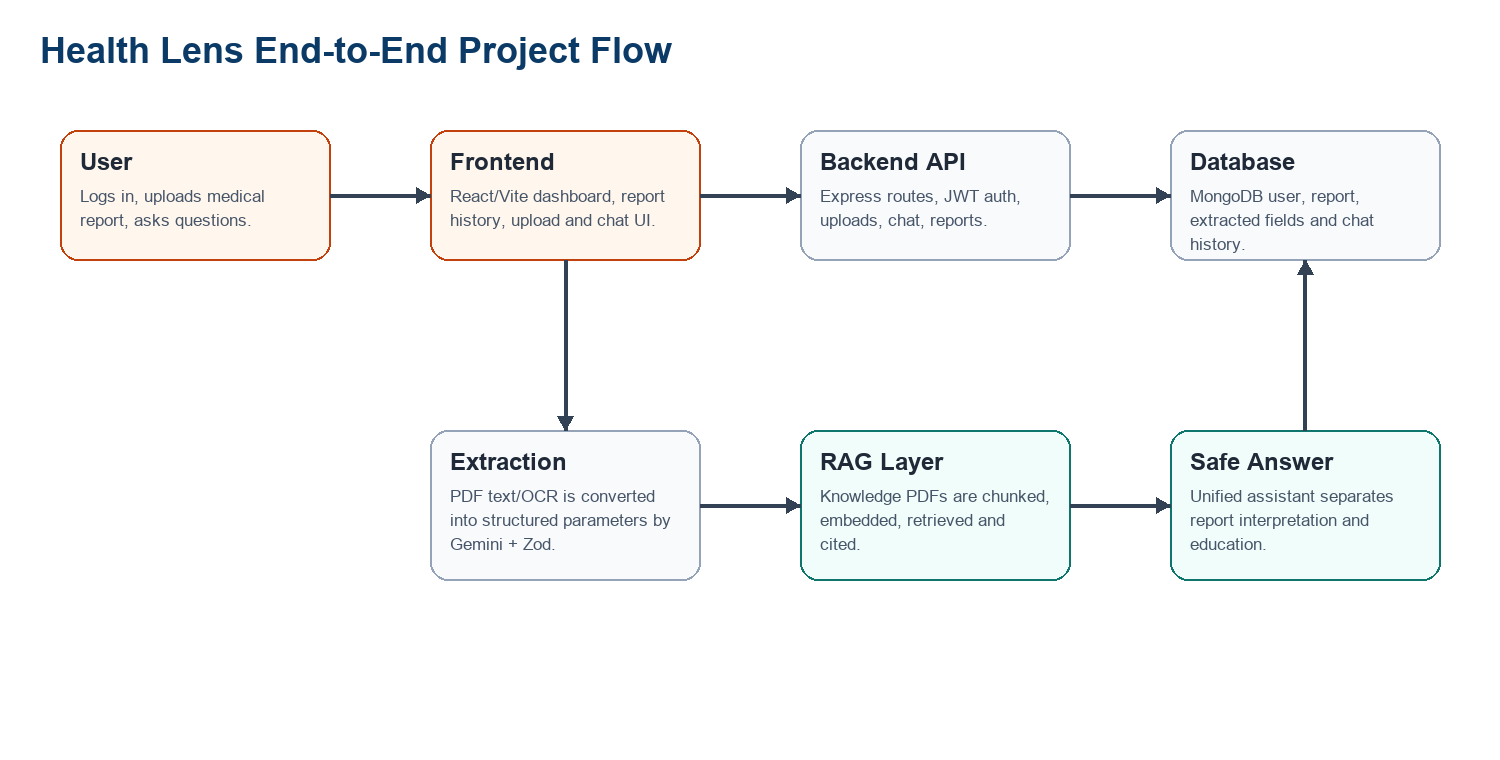 Health Lens End-to-End Project Flow
User
Logs in, uploads medical
report, asks questions.
Frontend
React/Vite dashboard, report
history, upload and chat UI.
Backend API
Express routes, JWT auth,
uploads, chat, reports.
Database
MongoDB user, report,
extracted fields and chat
history.
Extraction
PDF text/OCR is converted
into structured parameters by
Gemini + Zod.
RAG Layer
Knowledge PDFs are chunked,
embedded, retrieved and
cited.
Safe Answer
Unified assistant separates
report interpretation and
education.